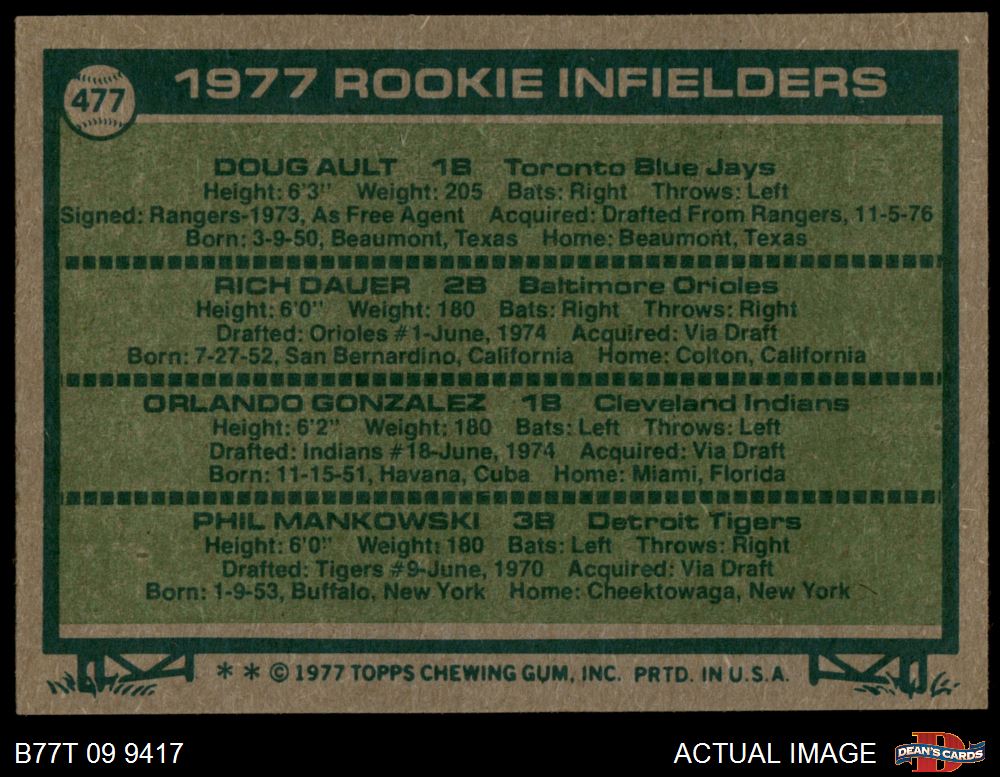 477
1977 ROOKIE INFIELDERS
DOUG AULT 1B Toronto Blue Jays
Height: 6'3" Weight: 205 Bats: Right Throws: Left
Signed: Rangers-1973, As Free Agent Acquired: Drafted From Rangers, 11-5-76
Born: 3-9-50, Beaumont, Texas Home: Beaumont, Texas
RICH DAUER 2B Baltimore Orioles
Height: 6'0" Weight: 180 Bats: Right Throws: Right
Drafted: Orioles #1-June, 1974 Acquired: Via Draft
Born: 7-27-52, San Bernardino, California Home: Colton, California
ORLANDO GONZALEZ 1B Cleveland Indians
Height: 6'2" Weight: 180 Bats: Left Throws: Left
Drafted: Indians #18-June, 1974 Acquired: Via Draft
Born: 11-15-51, Havana, Cuba Home: Miami, Florida
PHIL MANKOWSKI 3B Detroit Tigers
Height: 6'0" Weight: 180 Bats: Left Throws: Right
Drafted: Tigers #9-June, 1970 Acquired: Via Draft
Born: 1-9-53, Buffalo, New York Home: Cheektowaga, New York
* * © 1977 TOPPS CHEWING GUM, INC. PRTD. IN U.S.A.
B77T 09 9417 ACTUAL IMAGE D DEAN'S CARDS